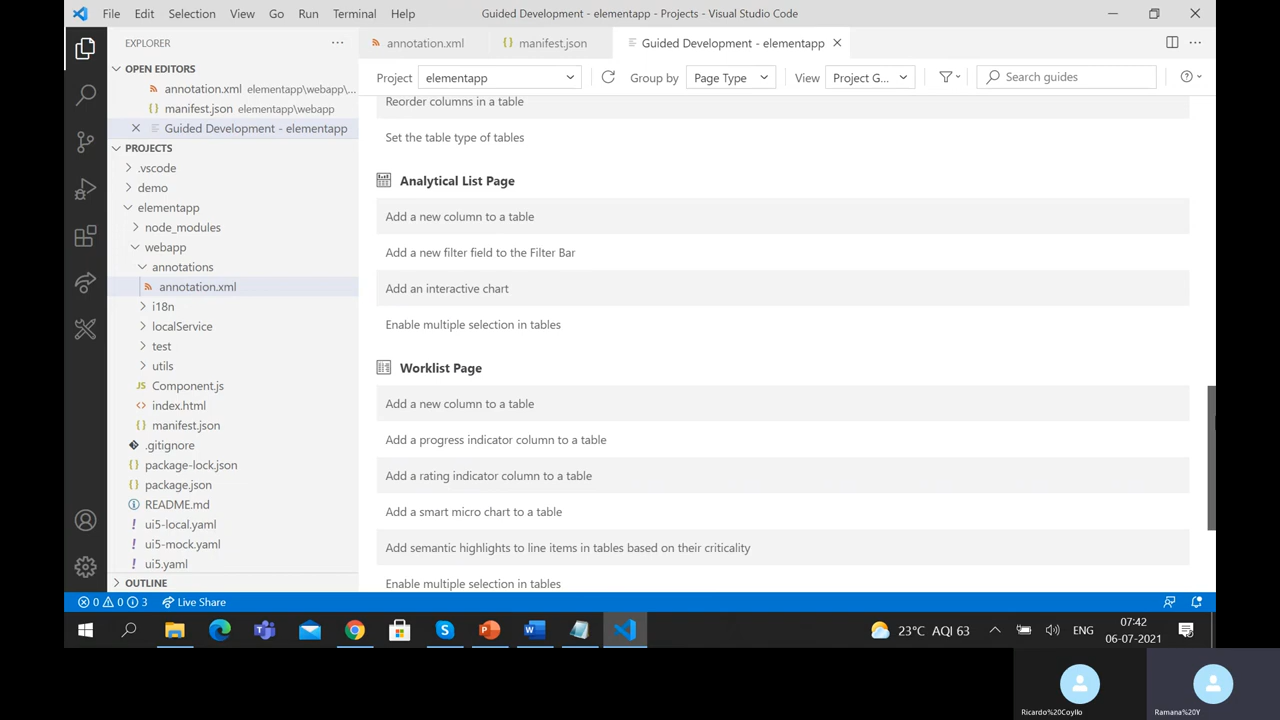 File Edit Selection View Go Run Terminal Help
Guided Development - elementapp - Projects - Visual Studio Code
EXPLORER
OPEN EDITORS
annotation.xml elementapp\webapp\...
manifest.json elementapp\webapp
Guided Development - elementapp
PROJECTS
.vscode
demo
elementapp
node_modules
webapp
annotations
annotation.xml
i18n
localService
test
utils
JS Component.js
index.html
manifest.json
.gitignore
package-lock.json
package.json
README.md
ui5-local.yaml
ui5-mock.yaml
ui5.yaml
OUTLINE
annotation.xml manifest.json Guided Development - elementapp
Project elementapp Group by Page Type View Project G... Search guides
Reorder columns in a table
Set the table type of tables
Analytical List Page
Add a new column to a table
Add a new filter field to the Filter Bar
Add an interactive chart
Enable multiple selection in tables
Worklist Page
Add a new column to a table
Add a progress indicator column to a table
Add a rating indicator column to a table
Add a smart micro chart to a table
Add semantic highlights to line items in tables based on their criticality
Enable multiple selection in tables
0 0 3 Live Share
23°C AQI 63 ENG
07:42
06-07-2021
Ricardo%20Coyllo
Ramana%20Y